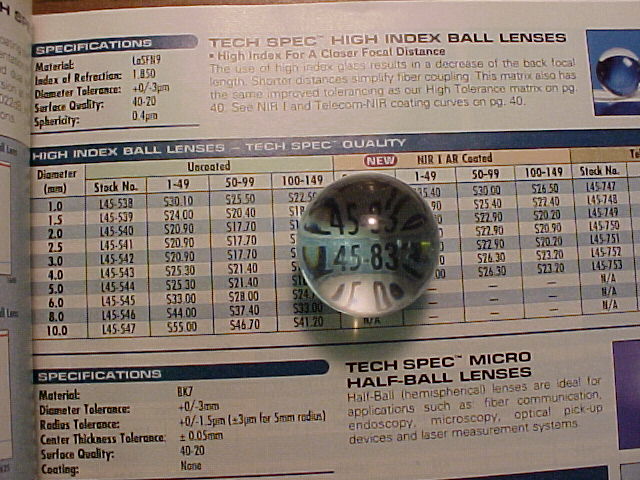 SPECIFICATIONS
Material: LaSFN9
Index of Refraction: 1.850
Diameter Tolerance: +0/-3µm
Surface Quality: 40-20
Sphericity: 0.4µm
TECH SPEC™ HIGH INDEX BALL LENSES
• High Index For A Closer Focal Distance
The use of high index glass results in a decrease of the back focal
length. Shorter distances simplify fiber coupling. This matrix also has
the same improved tolerancing as our High Tolerance matrix on pg.
40. See NIR I and Telecom-NIR coating curves on pg. 40.
HIGH INDEX BALL LENSES – TECH SPEC™ QUALITY
Diameter (mm) Uncoated NEW NIR I AR Coated
Stock No. 1-49 50-99 100-149 1-49 50-99 100-149 Stock No.
1.0 L45-538 $30.10 $25.50 $22.50 $30.00 $26.50 L45-747
1.5 L45-539 $24.00 $20.40 $25.40 $22.40 L45-748
2.0 L45-540 $20.90 $17.70 $22.90 $20.20 L45-749
2.5 L45-541 $20.90 $17.70 $22.90 $20.20 L45-750
3.0 L45-542 $20.90 $17.70 $22.90 $20.20 L45-751
4.0 L45-543 $25.30 $21.40 $26.30 $23.20 L45-752
5.0 L45-544 $25.30 $21.40 $26.30 $23.20 L45-753
6.0 L45-545 $33.00 $28.00 – – – N/A
8.0 L45-546 $44.00 $37.40 $33.00 – – – N/A
10.0 L45-547 $55.00 $46.70 $41.20 N/A – – – N/A
45-83
SPECIFICATIONS
Material: BK7
Diameter Tolerance: +0/-3mm
Radius Tolerance: +0/-1.5µm (±3µm for 5mm radius)
Center Thickness Tolerance: ± 0.05mm
Surface Quality: 40-20
Coating: None
TECH SPEC™ MICRO
HALF-BALL LENSES
Half-Ball (hemispherical) lenses are ideal for
applications such as: fiber communication,
endoscopy, microscopy, optical pick-up
devices and laser measurement systems.